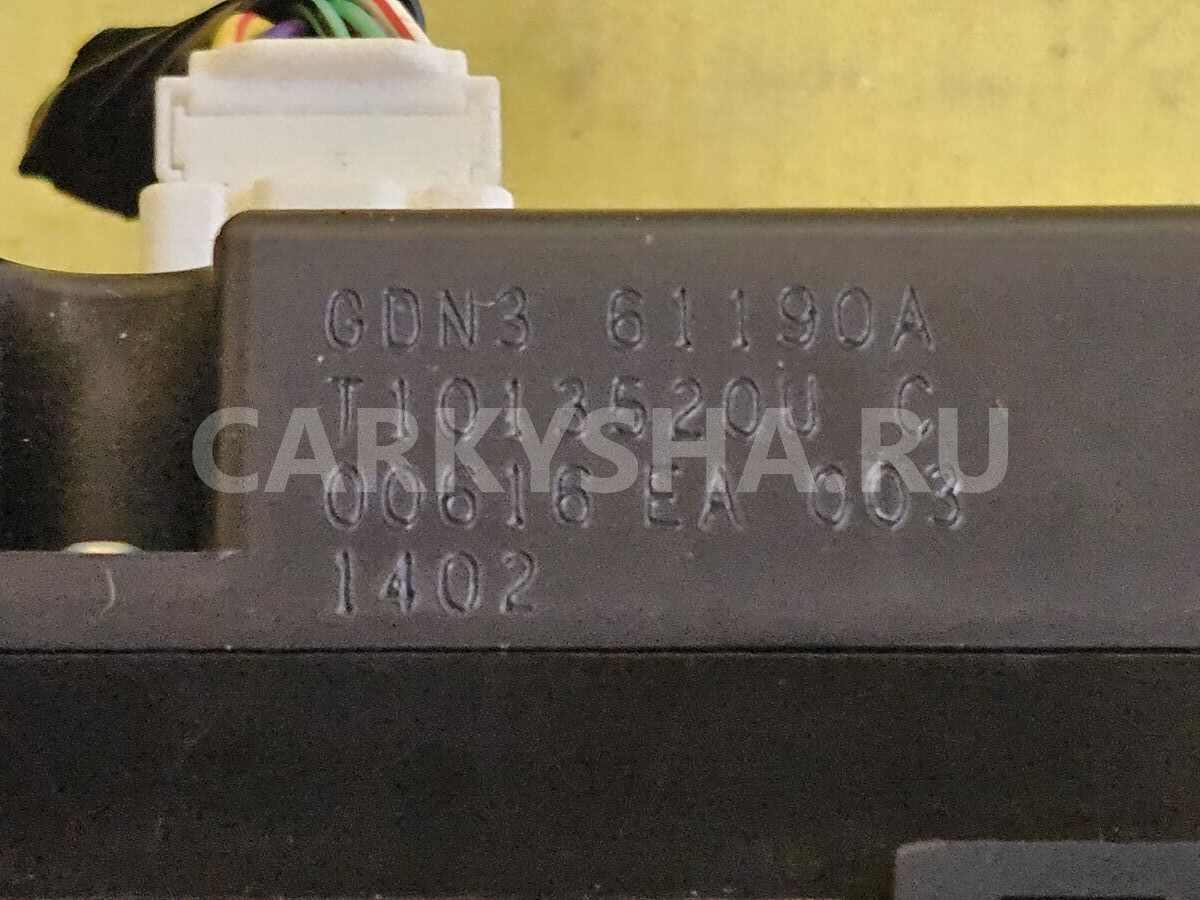 GDN3 61190A
T1013520U C
CARKYSHA.RU
00616 EA 003
1402